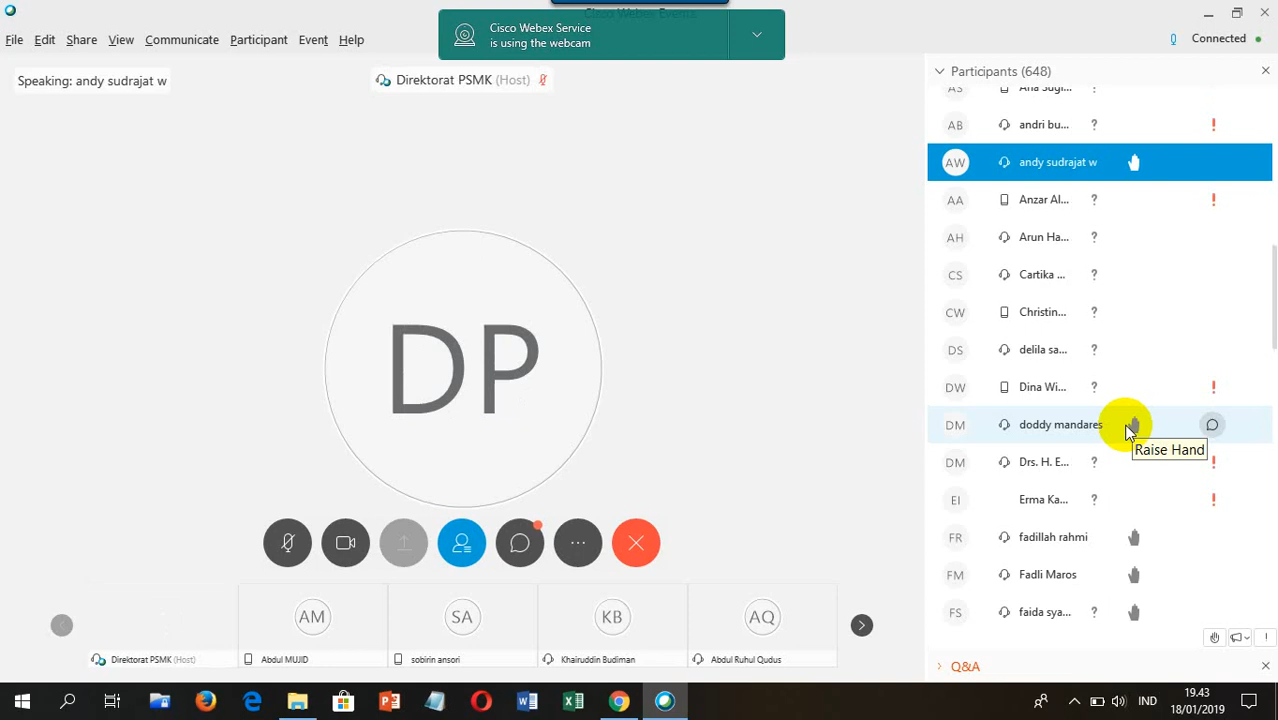 Cisco Webex Events
Cisco Webex Service
is using the webcam
File Edit Share View Communicate Participant Event Help
Connected
Speaking: andy sudrajat w
Direktorat PSMK (Host)
Participants (648)
AB andri bu... ?
AW andy sudrajat w
AA Anzar Al... ?
AH Arun Ha... ?
CS Cartika ... ?
CW Christin... ?
DS delila sa... ?
DW Dina Wi... ?
DM doddy mandares
Raise Hand
DM Drs. H. E... ?
EI Erma Ka... ?
FR fadillah rahmi
FM Fadli Maros
FS faida sya... ?
DP
AM SA KB AQ
Direktorat PSMK (Host) Abdul MUJID sobirin ansori Khairuddin Budiman Abdul Ruhul Qudus
Q&A
IND
19.43
18/01/2019